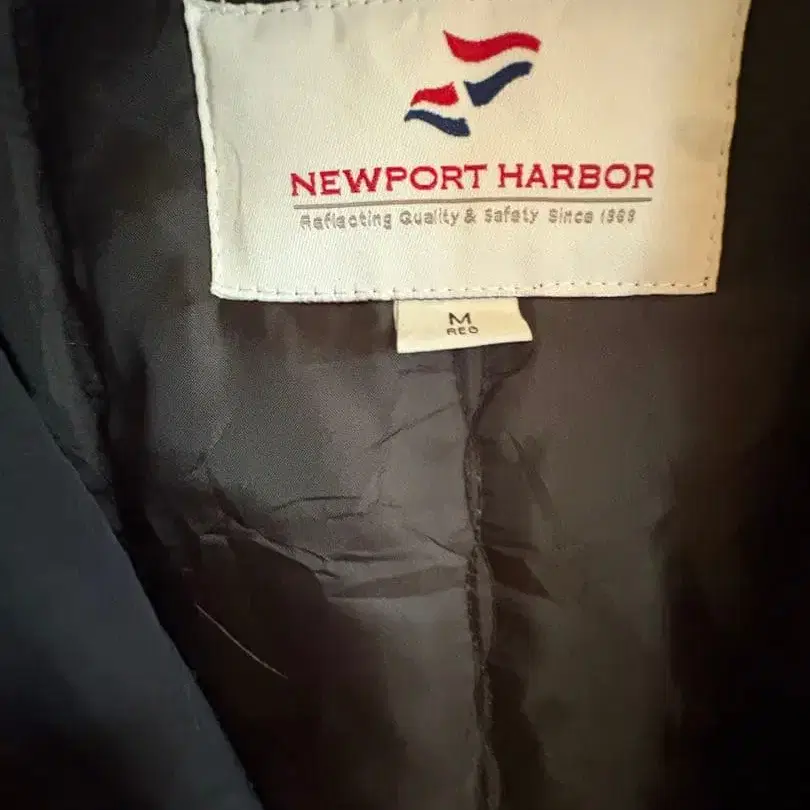 NEWPORT HARBOR
Reflecting Quality & Safety Since 1969
M
REG